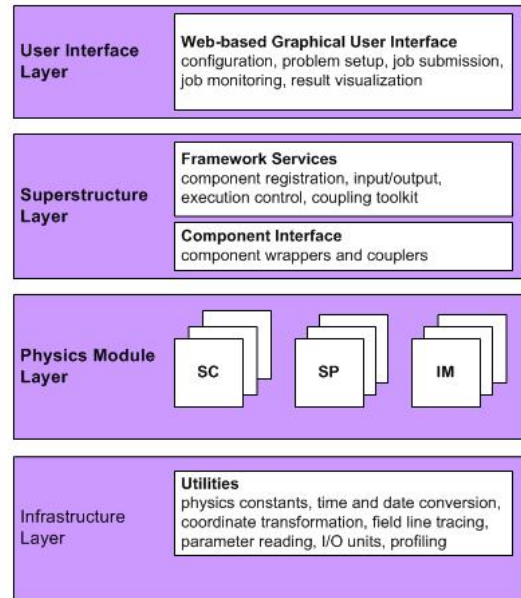 User Interface
Layer
Web-based Graphical User Interface
configuration, problem setup, job submission,
job monitoring, result visualization
Superstructure
Layer
Framework Services
component registration, input/output,
execution control, coupling toolkit
Component Interface
component wrappers and couplers
Physics Module
Layer
SC
SP
IM
Infrastructure
Layer
Utilities
physics constants, time and date conversion,
coordinate transformation, field line tracing,
parameter reading, I/O units, profiling